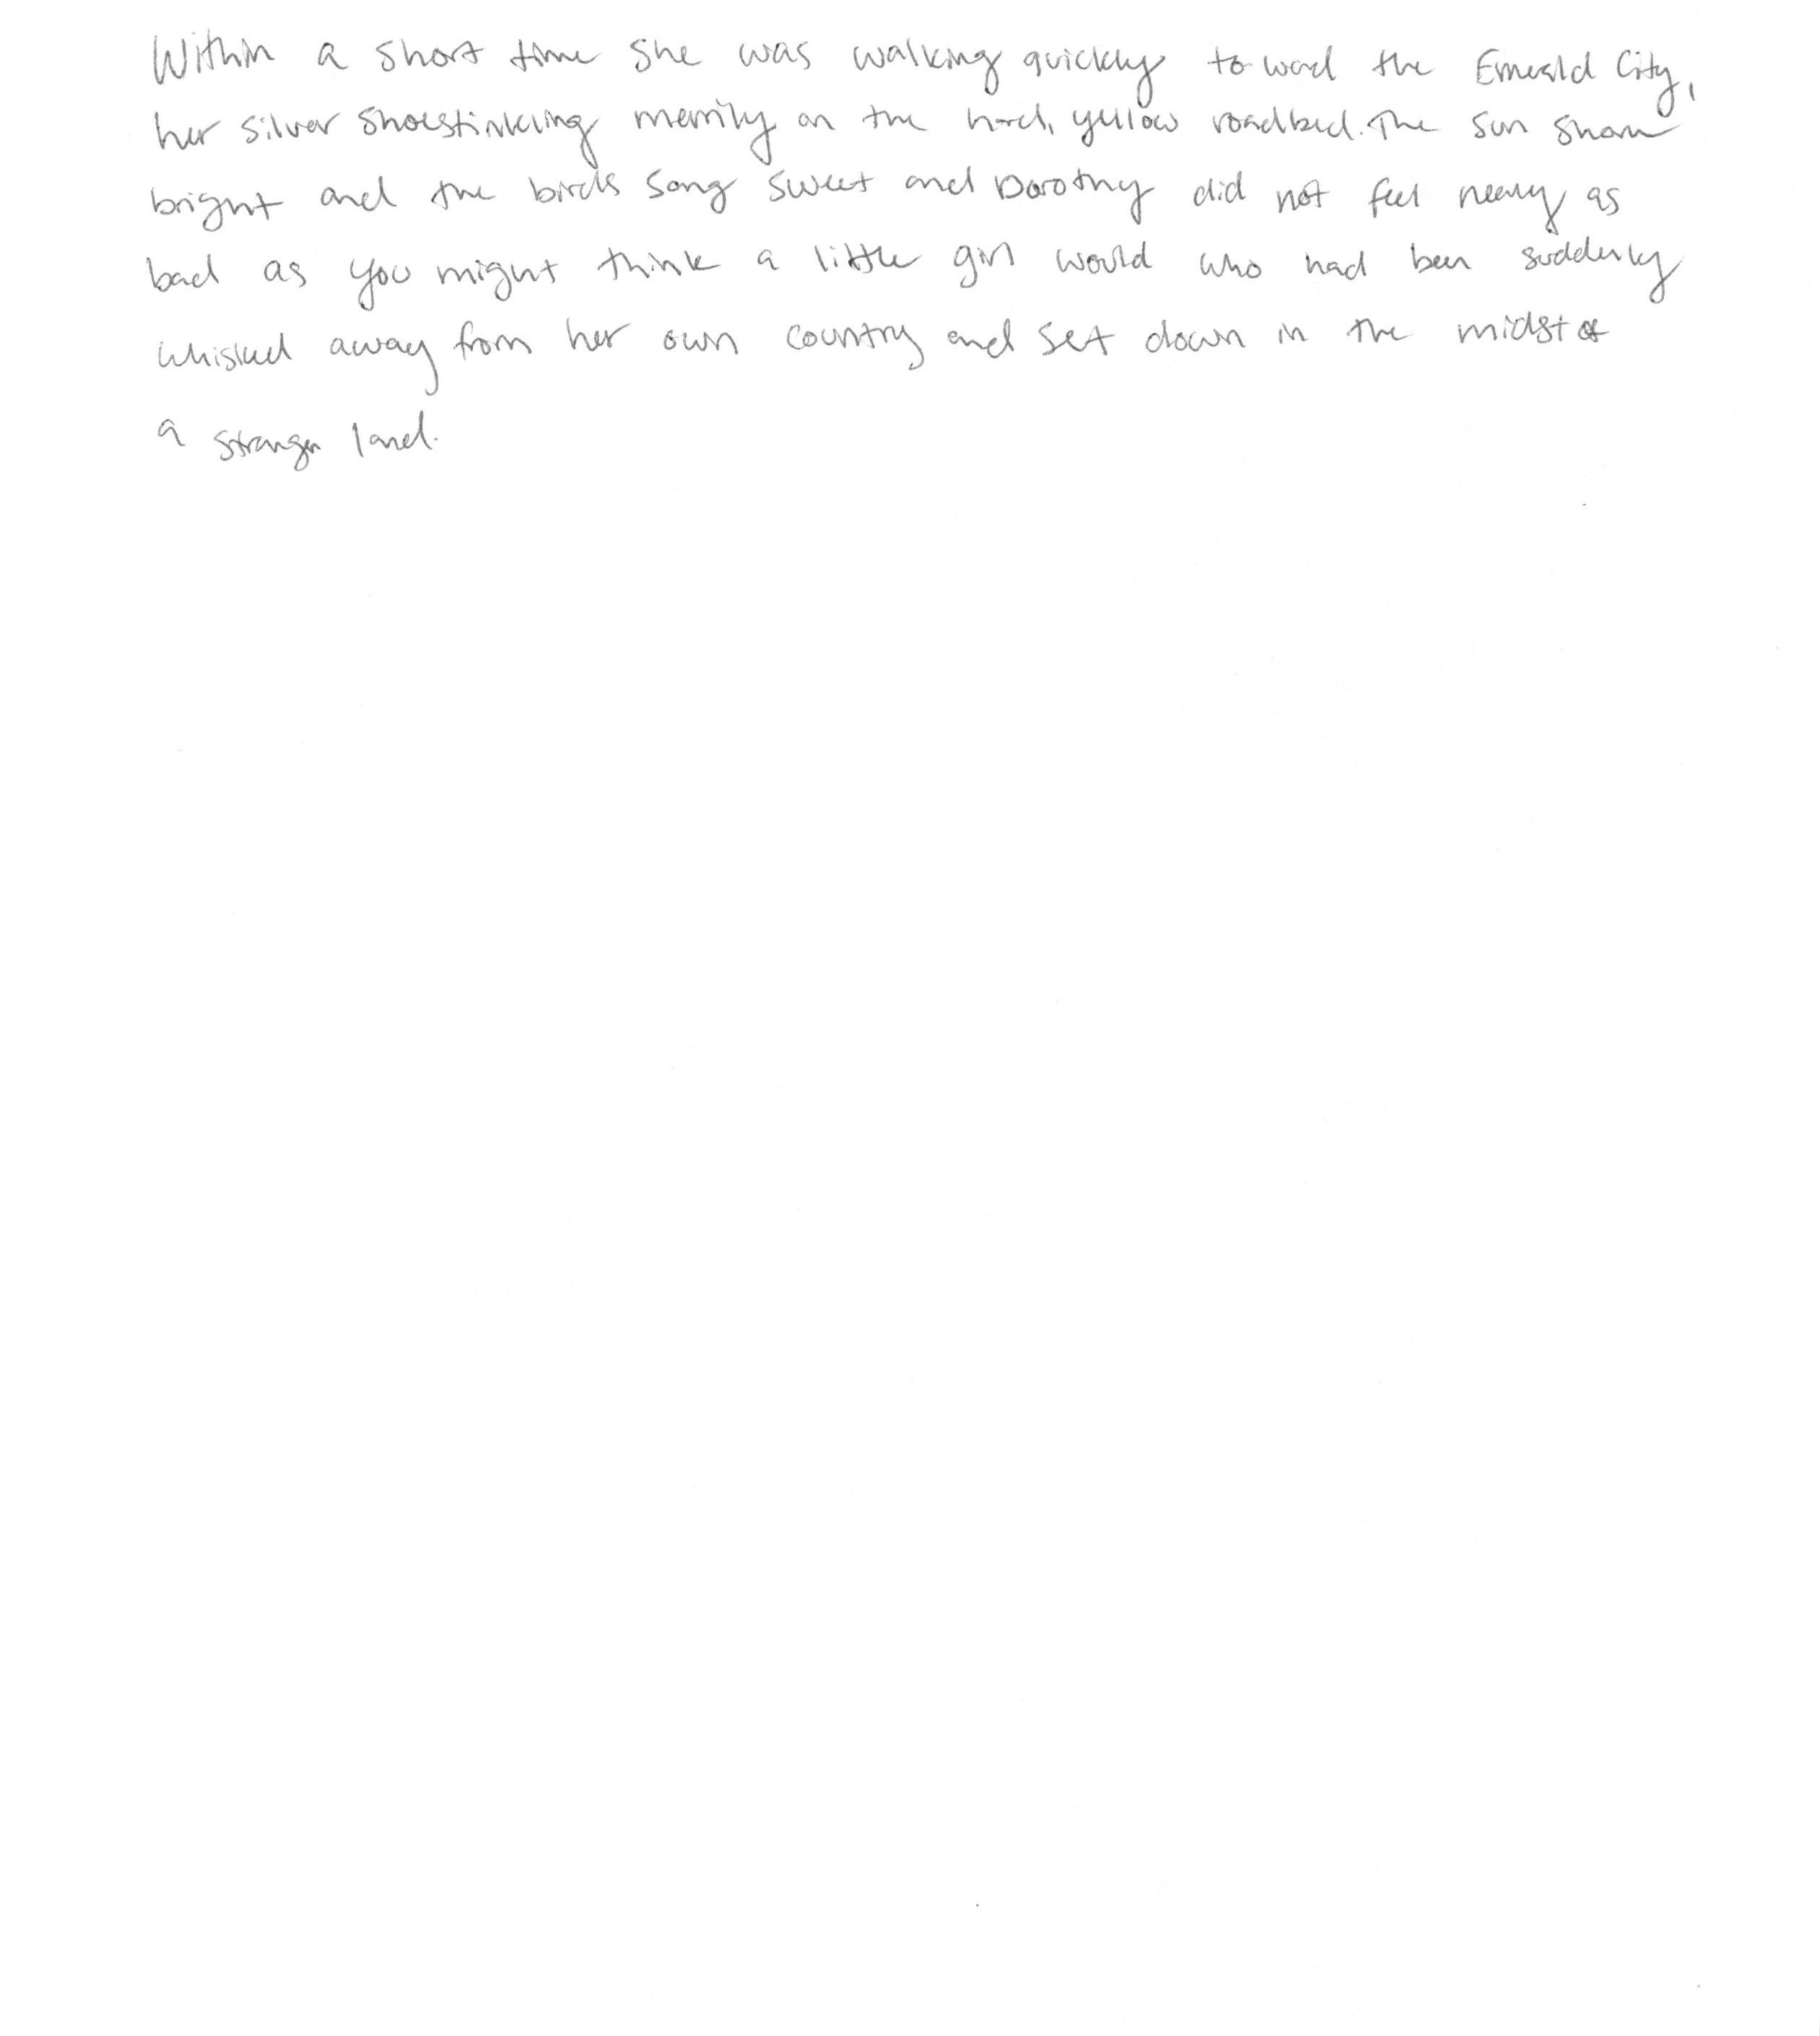 Within a short time she was walking quickly toward the Emerald City,
her silver shoes tinkling merrily on the hard, yellow roadbed. The sun shone
bright and the birds sang sweet and Dorothy did not feel nearly as
bad as you might think a little girl would who had been suddenly
whisked away from her own country and set down in the midst of
a strange land.